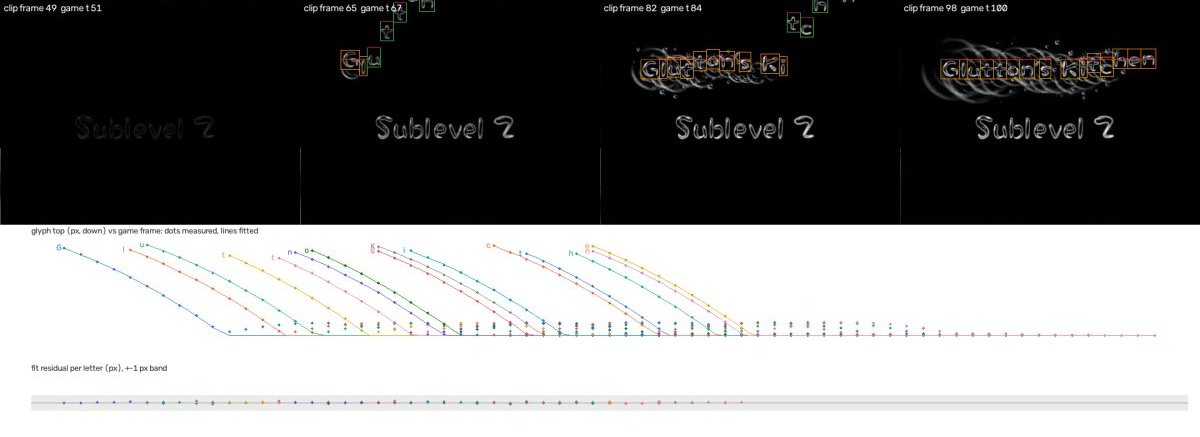 clip frame 49 game t 51
clip frame 65 game t 67
clip frame 82 game t 84
clip frame 98 game t 100
t
t
G
l
u
t c
h
Glutton's Ki
Glutton's Kitchen
Sublevel 2
Sublevel 2
Sublevel 2
Sublevel 2
glyph top (px, down) vs game frame: dots measured, lines fitted
G
l
u
t
t
n
o
K
s
i
c
t
h
e
n
fit residual per letter (px), +-1 px band